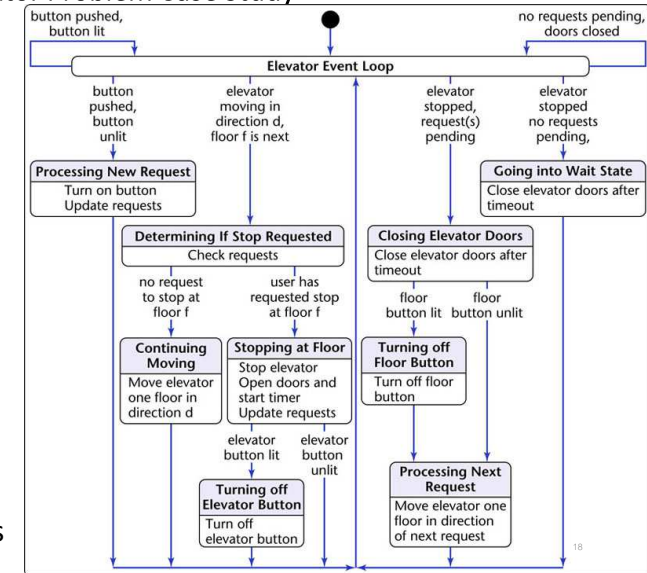 button pushed,
button lit
no requests pending,
doors closed
Elevator Event Loop
button
pushed,
button
unlit
elevator
moving in
direction d,
floor f is next
elevator
stopped,
request(s)
pending
elevator
stopped
no requests
pending,
Processing New Request
Turn on button
Update requests
Going into Wait State
Close elevator doors after
timeout
Determining If Stop Requested
Check requests
Closing Elevator Doors
Close elevator doors after
timeout
no request
to stop at
floor f
user has
requested stop
at floor f
floor
button lit
floor
button unlit
Continuing
Moving
Move elevator
one floor in
direction d
Stopping at Floor
Stop elevator
Open doors and
start timer
Update requests
Turning off
Floor Button
Turn off floor
button
elevator
button lit
elevator
button
unlit
Turning off
Elevator Button
Turn off
elevator button
Processing Next
Request
Move elevator one
floor in direction
of next request
s
18